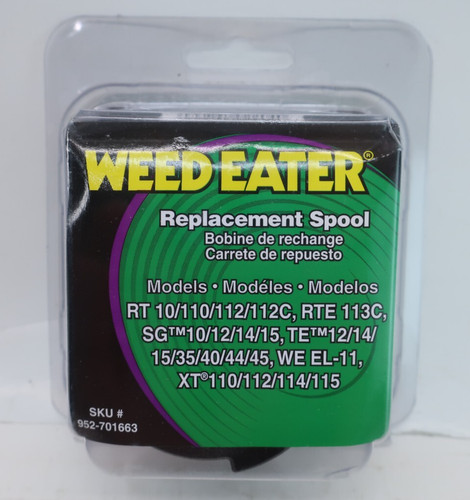 WEED EATER®
Replacement Spool
Bobine de rechange
Carrete de repuesto
Models • Modéles • Modelos
RT 10/110/112/112C, RTE 113C,
SG™10/12/14/15, TE™12/14/
15/35/40/44/45, WE EL-11,
XT®110/112/114/115
SKU #
952-701663